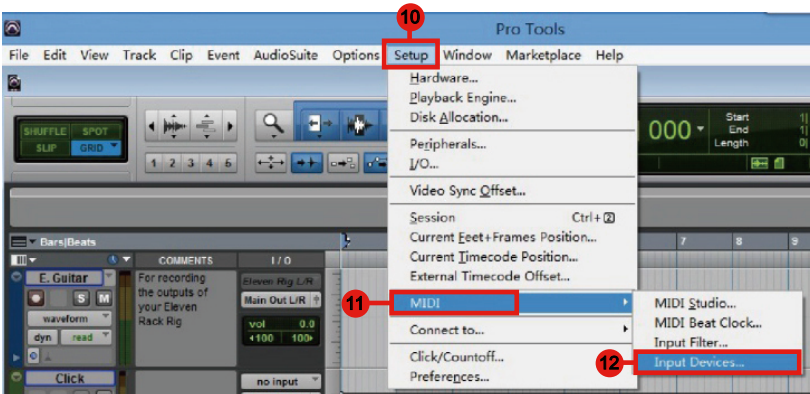 10
Pro Tools
File Edit View Track Clip Event AudioSuite Options Setup Window Marketplace Help
Hardware...
Playback Engine...
Disk Allocation...
Peripherals...
I/O...
Video Sync Offset...
Session Ctrl+2
Current Feet+Frames Position...
Current Timecode Position...
External Timecode Offset...
11
MIDI
Connect to...
Click/Countoff...
Preferences...
MIDI Studio...
MIDI Beat Clock...
Input Filter...
12
Input Devices...
SHUFFLE SPOT
SLIP GRID
1 2 3 4 5
000
Start 1|
End 1|
Length 0|
Bars|Beats
7 8 9
COMMENTS I / O
E. Guitar
S M
waveform
dyn read
For recording
the outputs of
your Eleven
Rack Rig
Eleven Rig L/R
Main Out L/R
vol 0.0
100 100
Click
no input